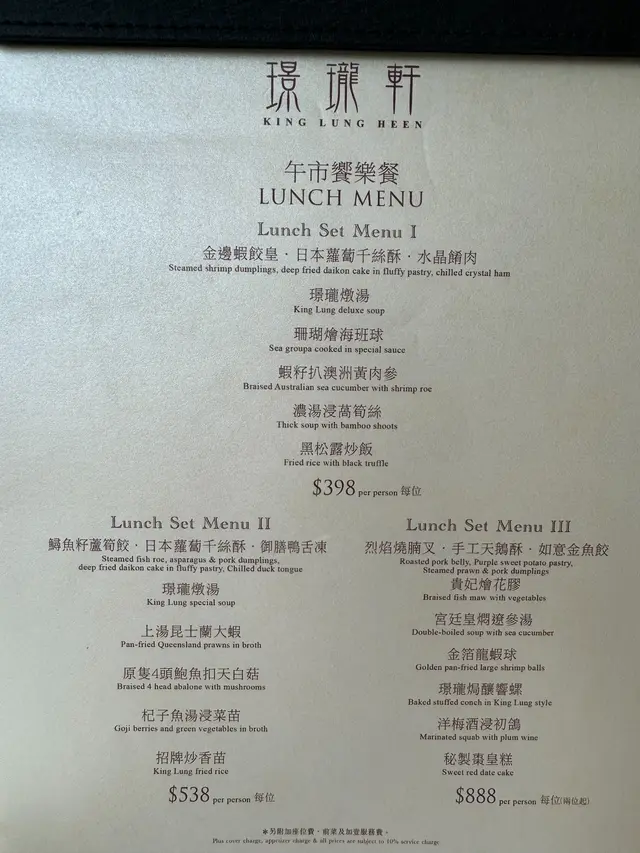 璟瓏軒
KING LUNG HEEN
午市饗樂餐
LUNCH MENU
Lunch Set Menu I
金邊蝦餃皇 · 日本蘿蔔千絲酥 · 水晶餚肉
Steamed shrimp dumplings, deep fried daikon cake in fluffy pastry, chilled crystal ham
璟瓏燉湯
King Lung deluxe soup
珊瑚燴海班球
Sea groupa cooked in special sauce
蝦籽扒澳洲黃肉參
Braised Australian sea cucumber with shrimp roe
濃湯浸萵筍絲
Thick soup with bamboo shoots
黑松露炒飯
Fried rice with black truffle
$398 per person 每位
Lunch Set Menu II
鱘魚籽蘆筍餃 · 日本蘿蔔千絲酥 · 御膳鴨舌凍
Steamed fish roe, asparagus & pork dumplings,
deep fried daikon cake in fluffy pastry, Chilled duck tongue
璟瓏燉湯
King Lung special soup
上湯昆士蘭大蝦
Pan-fried Queenland prawns in broth
原隻4頭鮑魚扣天白菇
Braised 4 head abalone with mushrooms
杞子魚湯浸菜苗
Goji berries and green vegetables in broth
招牌炒香苗
King Lung fried rice
$538 per person 每位
Lunch Set Menu III
烈焰燒腩叉 · 手工天鵝酥 · 如意金魚餃
Roasted pork belly, Purple sweet potato pastry,
Steamed prawn & pork dumplings
貴妃燴花膠
Braised fish maw with vegetables
宮廷皇燜遼參湯
Double-boiled soup with sea cucumber
金箔龍蝦球
Golden pan-fried large shrimp balls
璟瓏焗釀響螺
Baked stuffed conch in King Lung style
洋梅酒浸初鴿
Marinated squab with plum wine
秘製棗皇糕
Sweet red date cake
$888 per person 每位(兩位起)
*另附加座位費，前菜及加壹服務費。
Plus cover charge, appetizer charge & all prices are subject to 10% service charge